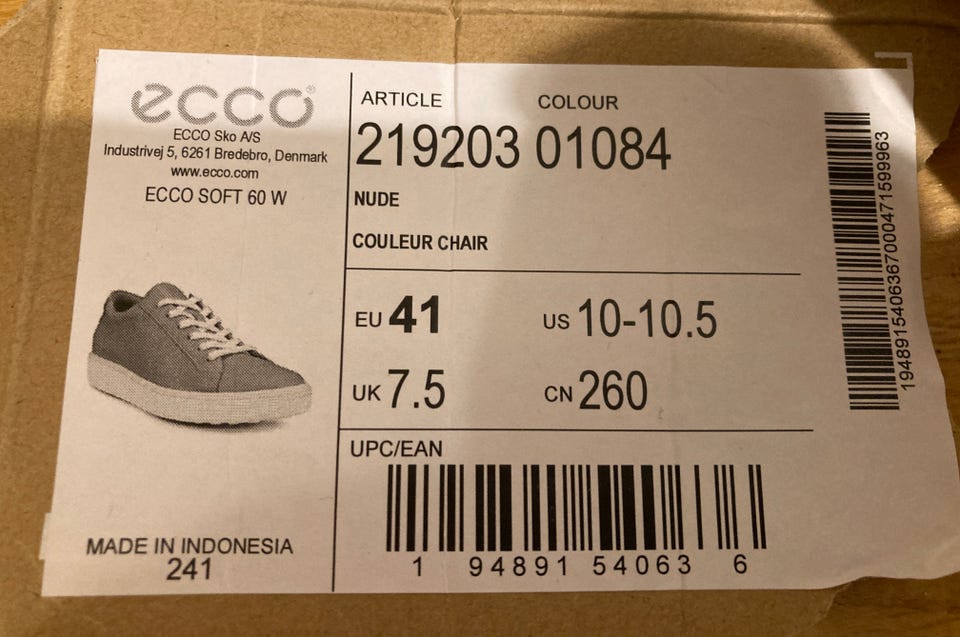 ecco®
ECCO Sko A/S
Industrivej 5, 6261 Bredebro, Denmark
www.ecco.com
ECCO SOFT 60 W
MADE IN INDONESIA
241
ARTICLE COLOUR
219203 01084
NUDE
COULEUR CHAIR
EU 41 US 10-10.5
UK 7.5 CN 260
UPC/EAN
1 94891 54063 6
1948915406367000471599963